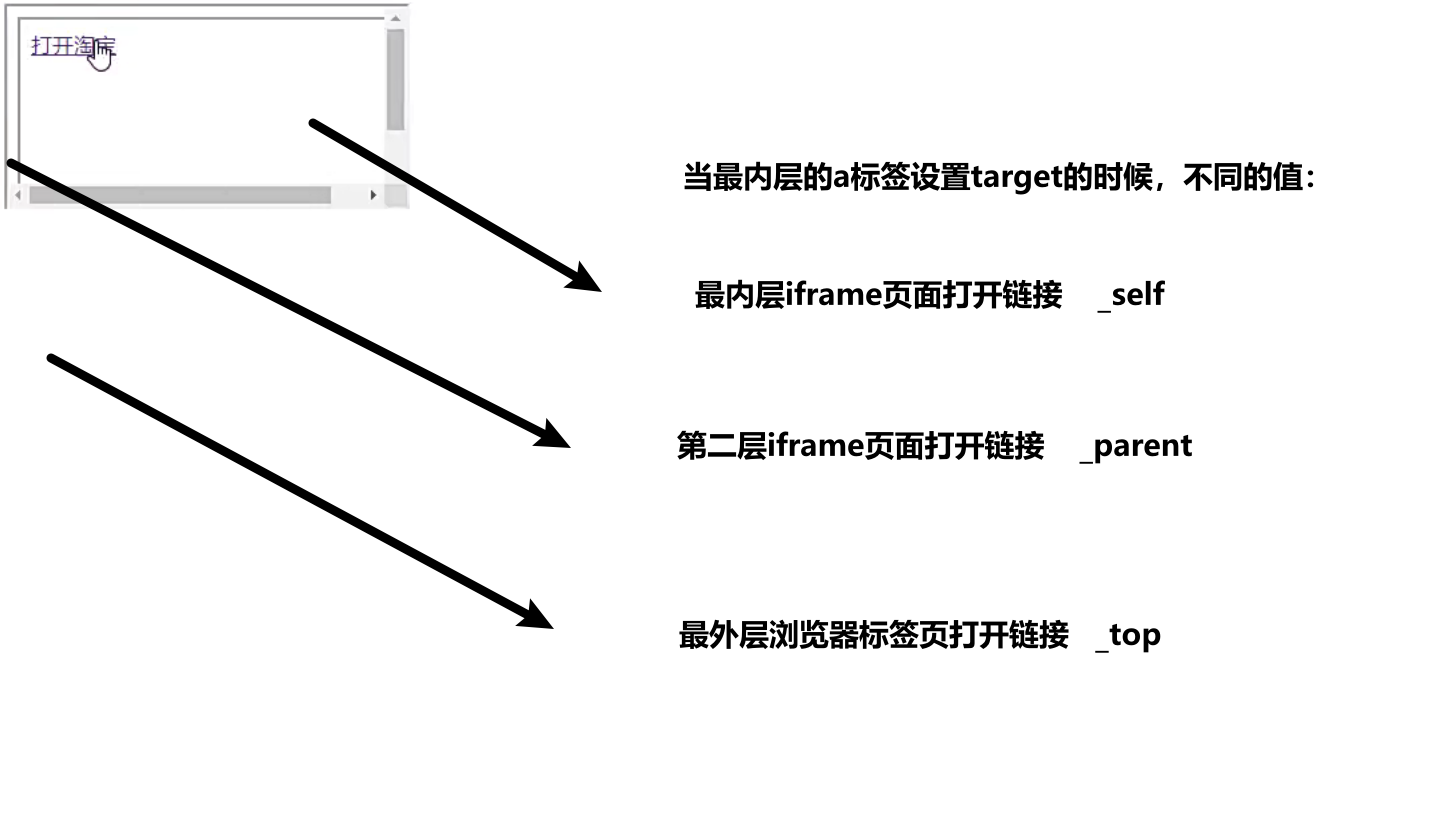 打开淘宝
当最内层的a标签设置target的时候，不同的值：
最内层iframe页面打开链接 _self
第二层iframe页面打开链接 _parent
最外层浏览器标签页打开链接 _top